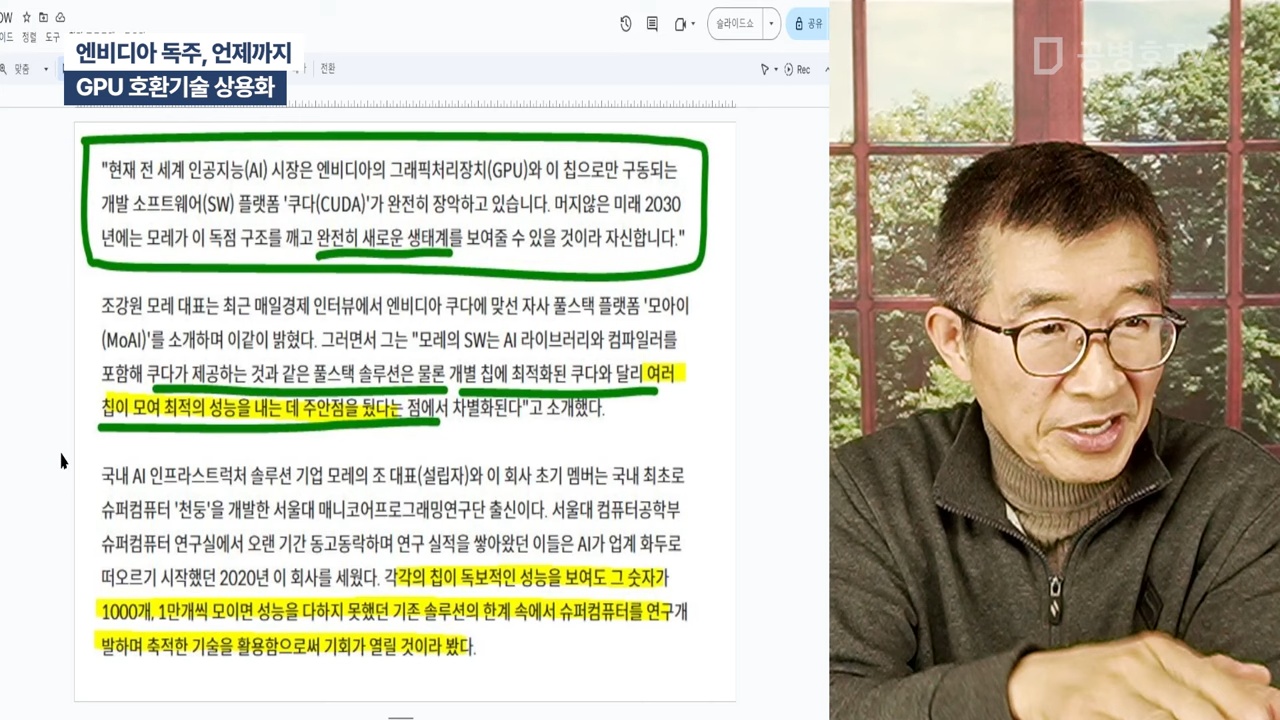 슬라이드쇼
공유
정렬
도구
맞춤
전환
Rec
엔비디아 독주, 언제까지
GPU 호환기술 상용화
공병호TV
"현재 전 세계 인공지능(AI) 시장은 엔비디아의 그래픽처리장치(GPU)와 이 칩으로만 구동되는
개발 소프트웨어(SW) 플랫폼 '쿠다(CUDA)'가 완전히 장악하고 있습니다. 머지않은 미래 2030
년에는 모레가 이 독점 구조를 깨고 완전히 새로운 생태계를 보여줄 수 있을 것이라 자신합니다."
조강원 모레 대표는 최근 매일경제 인터뷰에서 엔비디아 쿠다에 맞선 자사 풀스택 플랫폼 '모아이
(MoAI)'를 소개하며 이같이 밝혔다. 그러면서 그는 "모레의 SW는 AI 라이브러리와 컴파일러를
포함해 쿠다가 제공하는 것과 같은 풀스택 솔루션은 물론 개별 칩에 최적화된 쿠다와 달리 여러
칩이 모여 최적의 성능을 내는 데 주안점을 뒀다는 점에서 차별화된다"고 소개했다.
국내 AI 인프라스트럭처 솔루션 기업 모레의 조 대표(설립자)와 이 회사 초기 멤버는 국내 최초로
슈퍼컴퓨터 '천둥'을 개발한 서울대 매니코어프로그래밍연구단 출신이다. 서울대 컴퓨터공학부
슈퍼컴퓨터 연구실에서 오랜 기간 동고동락하며 연구 실적을 쌓아왔던 이들은 AI가 업계 화두로
떠오르기 시작했던 2020년 이 회사를 세웠다. 각각의 칩이 독보적인 성능을 보여도 그 숫자가
1000개, 1만개씩 모이면 성능을 다하지 못했던 기존 솔루션의 한계 속에서 슈퍼컴퓨터를 연구개
발하며 축적한 기술을 활용함으로써 기회가 열릴 것이라 봤다.